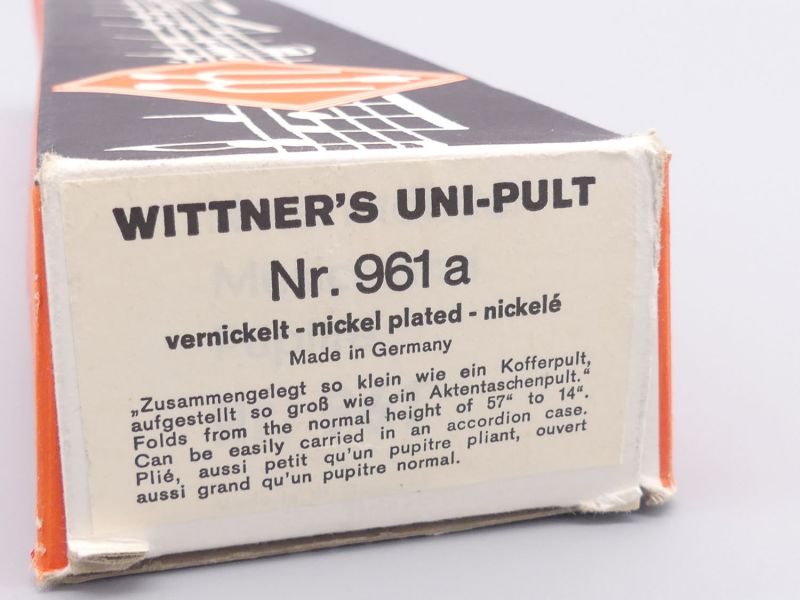 WITTNER'S UNI-PULT
Nr. 961 a
vernickelt - nickel plated - nickelé
Made in Germany
„Zusammengelegt so klein wie ein Kofferpult,
aufgestellt so groß wie ein Aktentaschenpult.“
Folds from the normal height of 57“ to 14“.
Can be easily carried in an accordion case.
Plié, aussi petit qu'un pupitre pliant, ouvert
aussi grand qu'un pupitre normal.